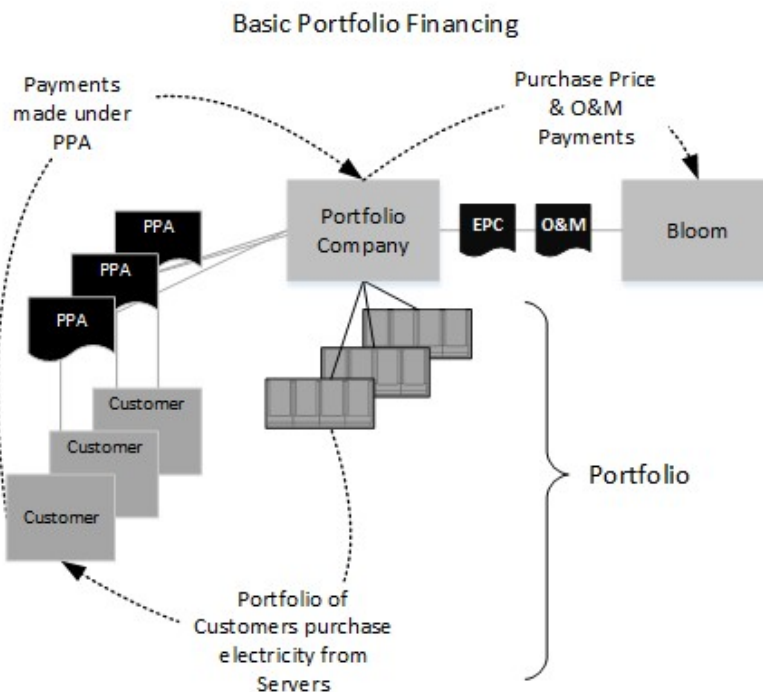 Basic Portfolio Financing
Payments
made under
PPA
Purchase Price
& O&M
Payments
Portfolio
Company
EPC
O&M
Bloom
PPA
PPA
PPA
Customer
Customer
Customer
Portfolio
Portfolio of
Customers purchase
electricity from
Servers